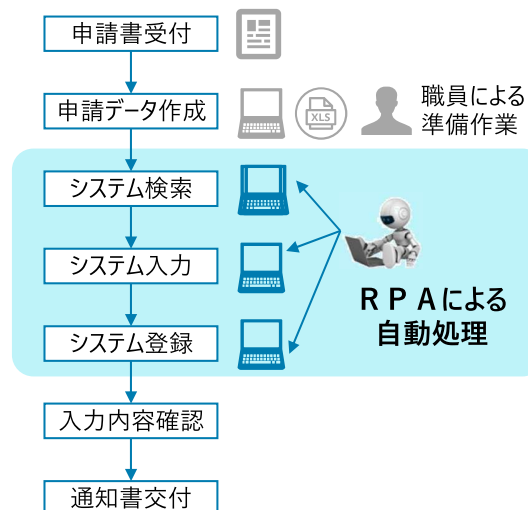 申請書受付
申請データ作成
XLS
職員による
準備作業
システム検索
システム入力
ＲＰＡによる
自動処理
システム登録
入力内容確認
通知書交付